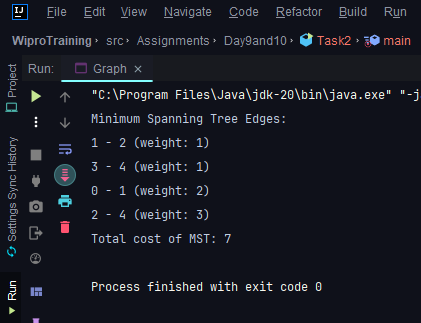 IJ File Edit View Navigate Code Refactor Build Run
WiproTraining › src › Assignments › Day9and10 › Task2 › main
Project
Run: Graph ×
"C:\Program Files\Java\jdk-20\bin\java.exe" "-j
Minimum Spanning Tree Edges:
1 - 2 (weight: 1)
3 - 4 (weight: 1)
0 - 1 (weight: 2)
2 - 4 (weight: 3)
Total cost of MST: 7
Process finished with exit code 0
Settings Sync History
Run